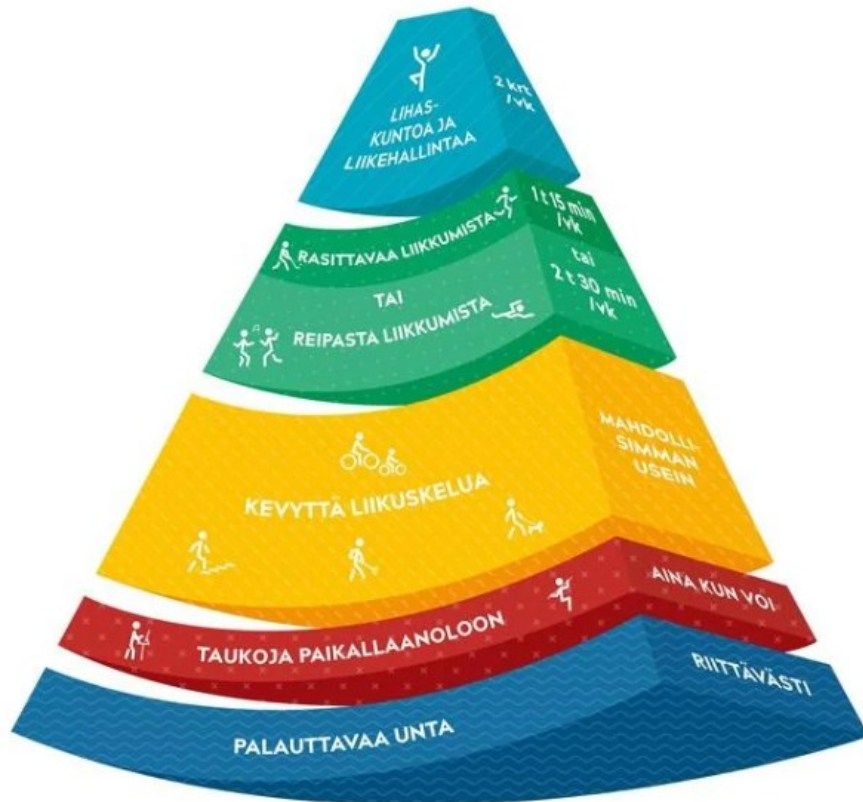 LIHAS-
KUNTOA JA
LIIKEHALLINTAA
2 krt
/vk
RASITTAVAA LIIKKUMISTA
1 t 15 min
/vk
TAI
tai
REIPASTA LIIKKUMISTA
2 t 30 min
/vk
KEVYTTÄ LIIKUSKELUA
MAHDOLLI-
SIMMAN
USEIN
TAUKOJA PAIKALLAANOLOON
AINA KUN VOI
PALAUTTAVAA UNTA
RIITTÄVÄSTI